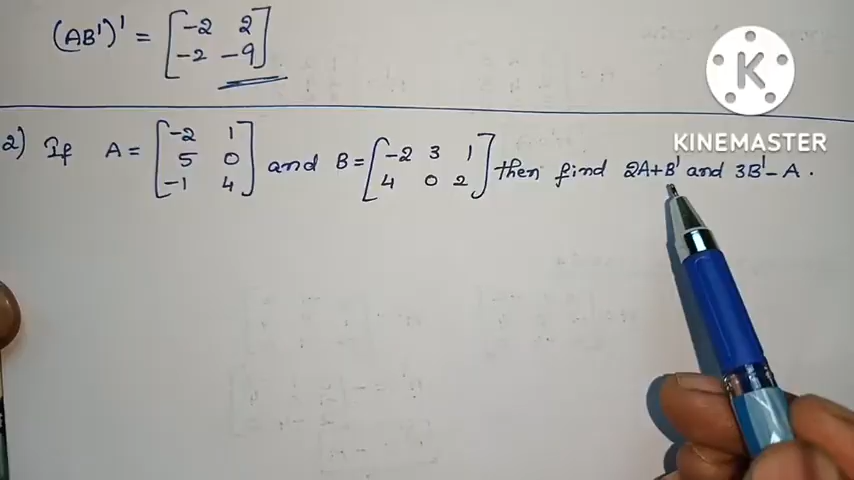 (AB')' = [-2 2
-2 -9]
KINEMASTER
2) If A = [-2 1
5 0
-1 4] and B = [-2 3 1
4 0 2] then find 2A+B' and 3B'-A.